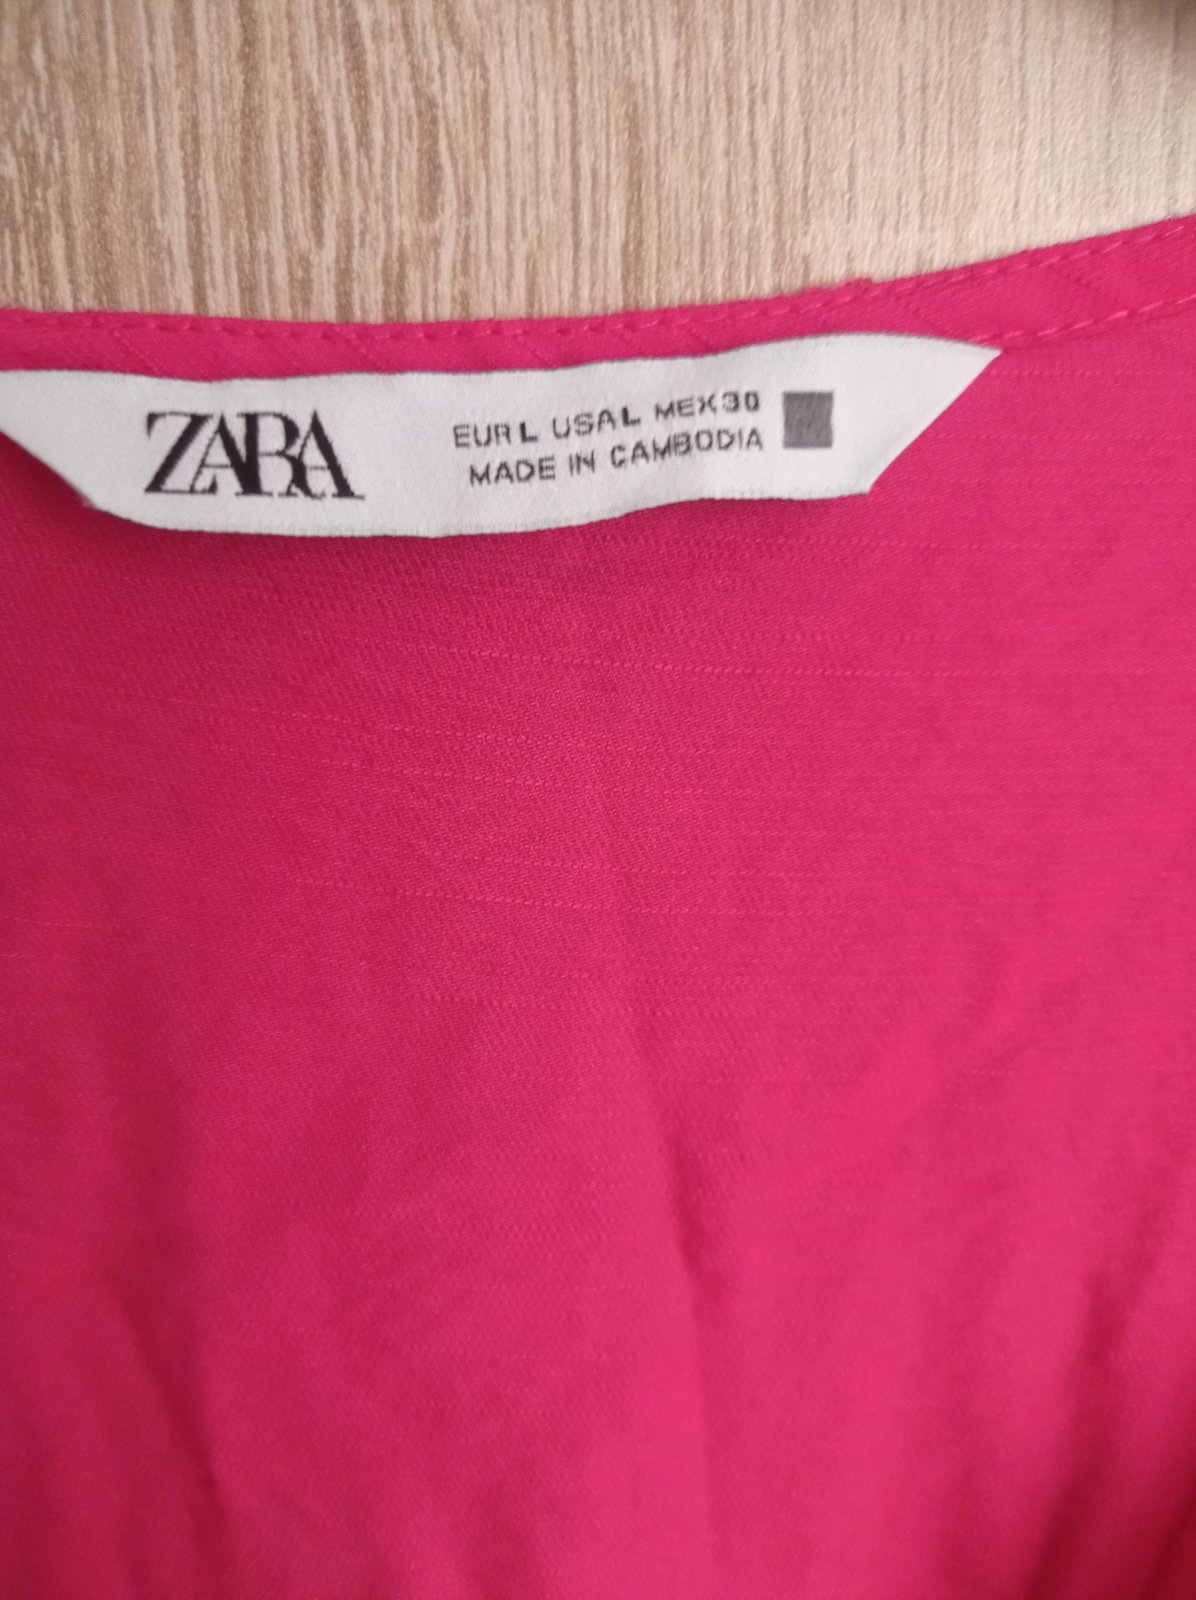 ZARA
EUR L USA L MEX 30
MADE IN CAMBODIA